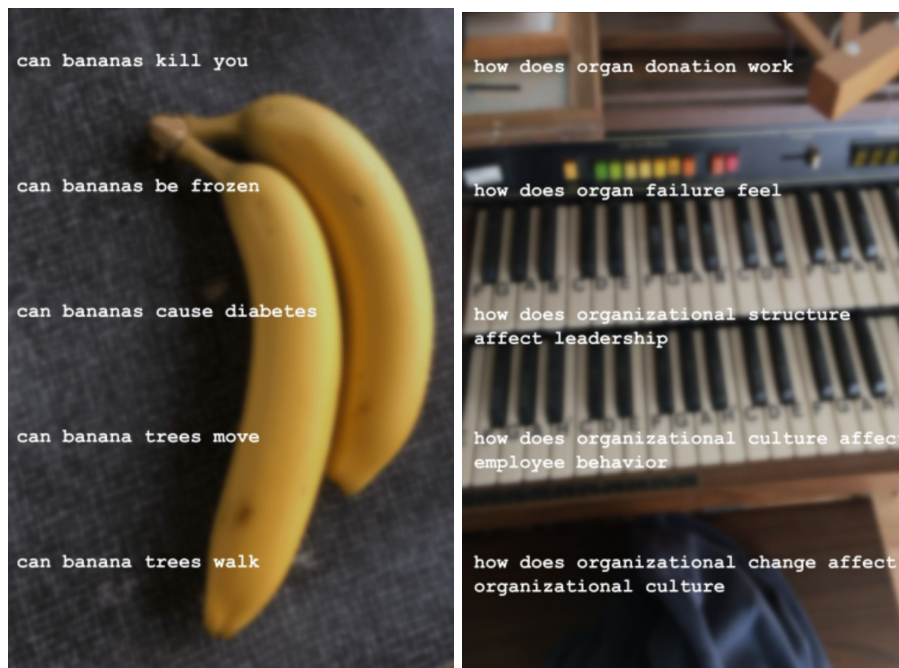 can bananas kill you
can bananas be frozen
can bananas cause diabetes
can banana trees move
can banana trees walk
how does organ donation work
how does organ failure feel
how does organizational structure
affect leadership
how does organizational culture affec
employee behavior
how does organizational change affect
organizational culture